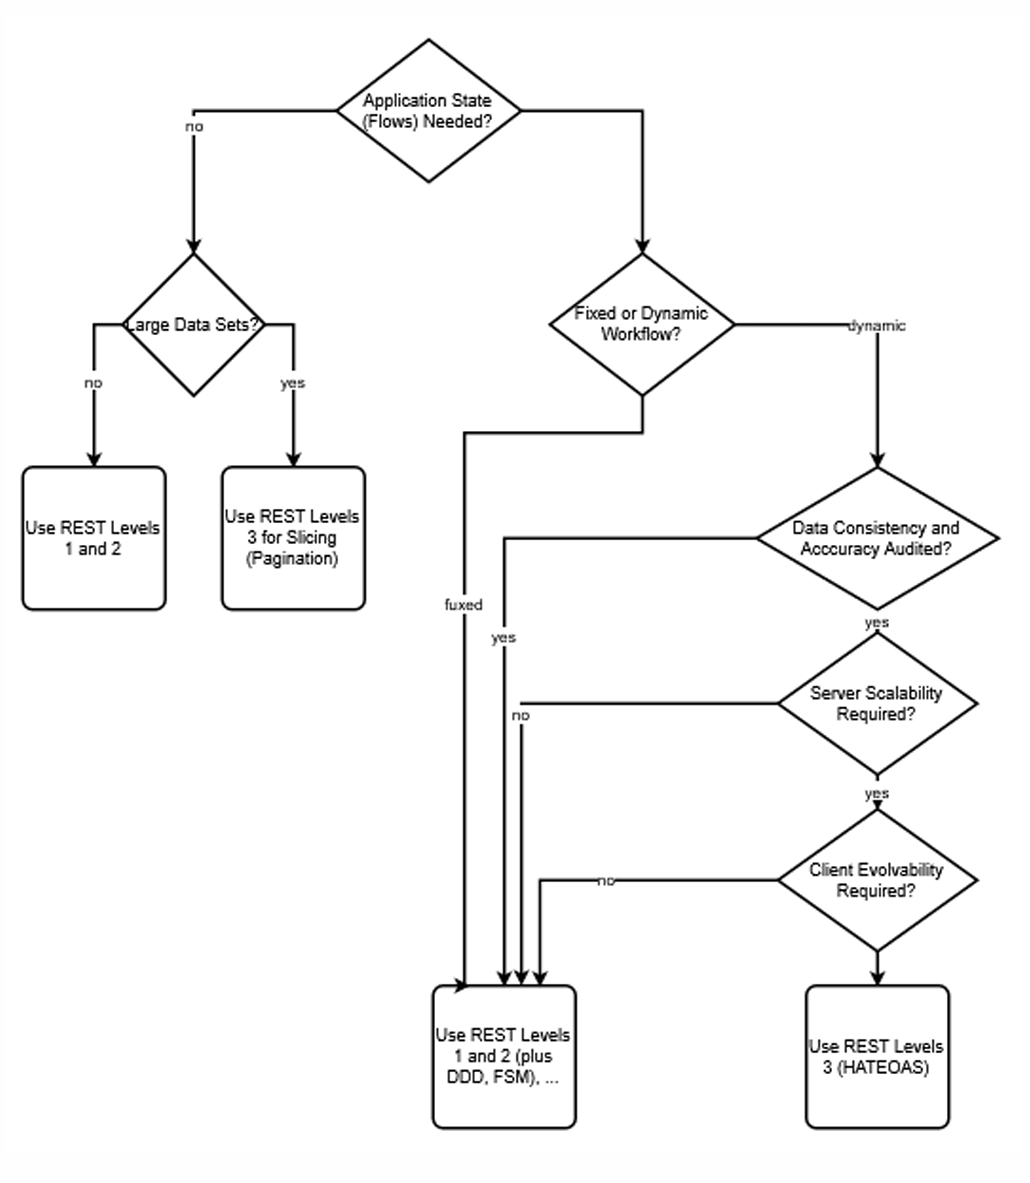 Application State
(Flows) Needed?
no
Large Data Sets?
Fixed or Dynamic
Workflow?
dynamic
no
yes
Use REST Levels
1 and 2
Use REST Levels
3 for Slicing
(Pagination)
Data Consistency and
Acccuracy Audited?
fuxed
yes
yes
Server Scalability
Required?
no
yes
Client Evolvability
Required?
no
Use REST Levels
1 and 2 (plus
DDD, FSM), ...
Use REST Levels
3 (HATEOAS)